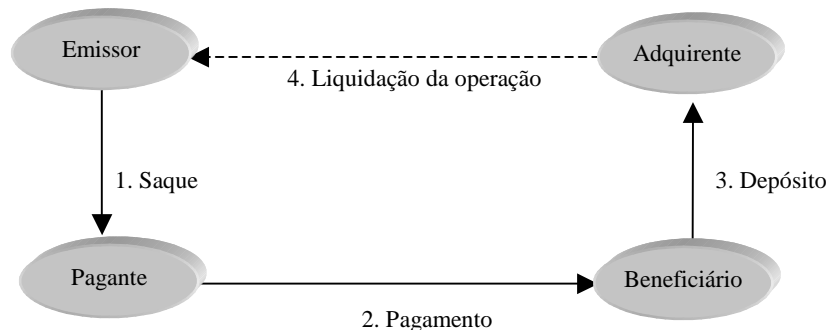 Emissor
Adquirente
4. Liquidação da operação
1. Saque
3. Depósito
Pagante
Beneficiário
2. Pagamento